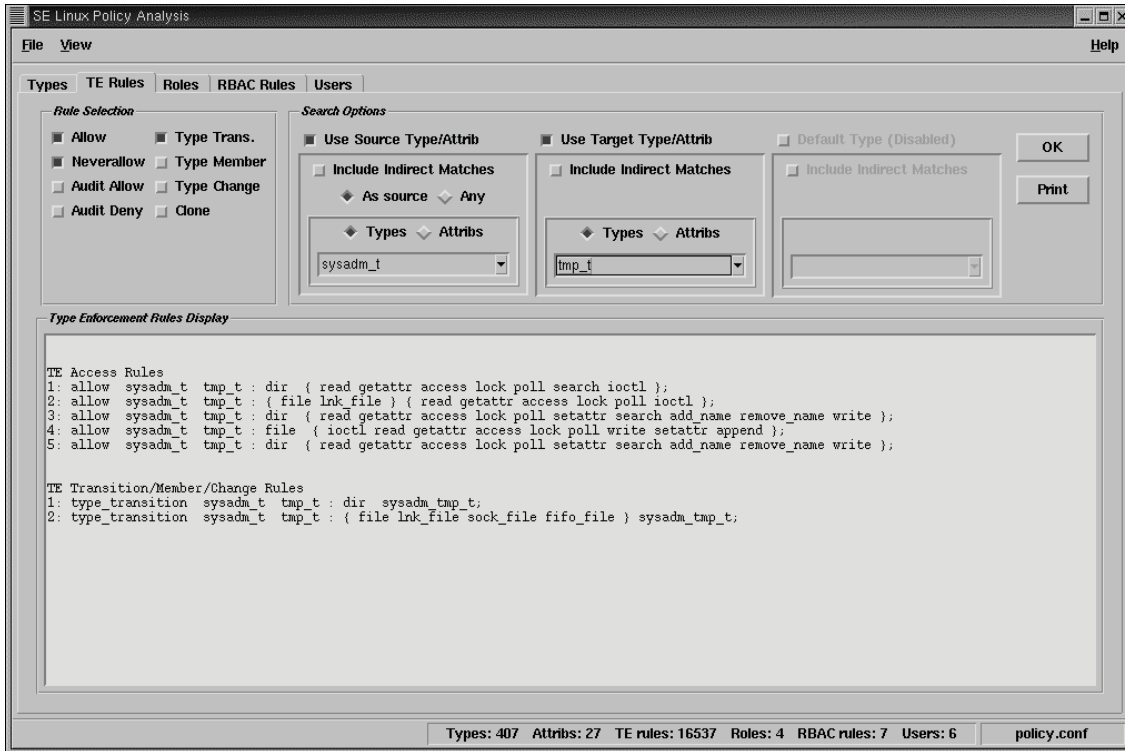 SE Linux Policy Analysis
File View Help
Types TE Rules Roles RBAC Rules Users
Rule Selection
Allow Type Trans.
Neverallow Type Member
Audit Allow Type Change
Audit Deny Clone
Search Options
Use Source Type/Attrib
Include Indirect Matches
As source Any
Types Attribs
sysadm_t
Use Target Type/Attrib
Include Indirect Matches
Types Attribs
tmp_t
Default Type (Disabled)
Include Indirect Matches
OK
Print
Type Enforcement Rules Display
TE Access Rules
1: allow sysadm_t tmp_t : dir { read getattr access lock poll search ioctl };
2: allow sysadm_t tmp_t : { file lnk_file } { read getattr access lock poll ioctl };
3: allow sysadm_t tmp_t : dir { read getattr access lock poll setattr search add_name remove_name write };
4: allow sysadm_t tmp_t : file { ioctl read getattr access lock poll write setattr append };
5: allow sysadm_t tmp_t : dir { read getattr access lock poll setattr search add_name remove_name write };
TE Transition/Member/Change Rules
1: type_transition sysadm_t tmp_t : dir sysadm_tmp_t;
2: type_transition sysadm_t tmp_t : { file lnk_file sock_file fifo_file } sysadm_tmp_t;
Types: 407 Attribs: 27 TE rules: 16537 Roles: 4 RBAC rules: 7 Users: 6 policy.conf